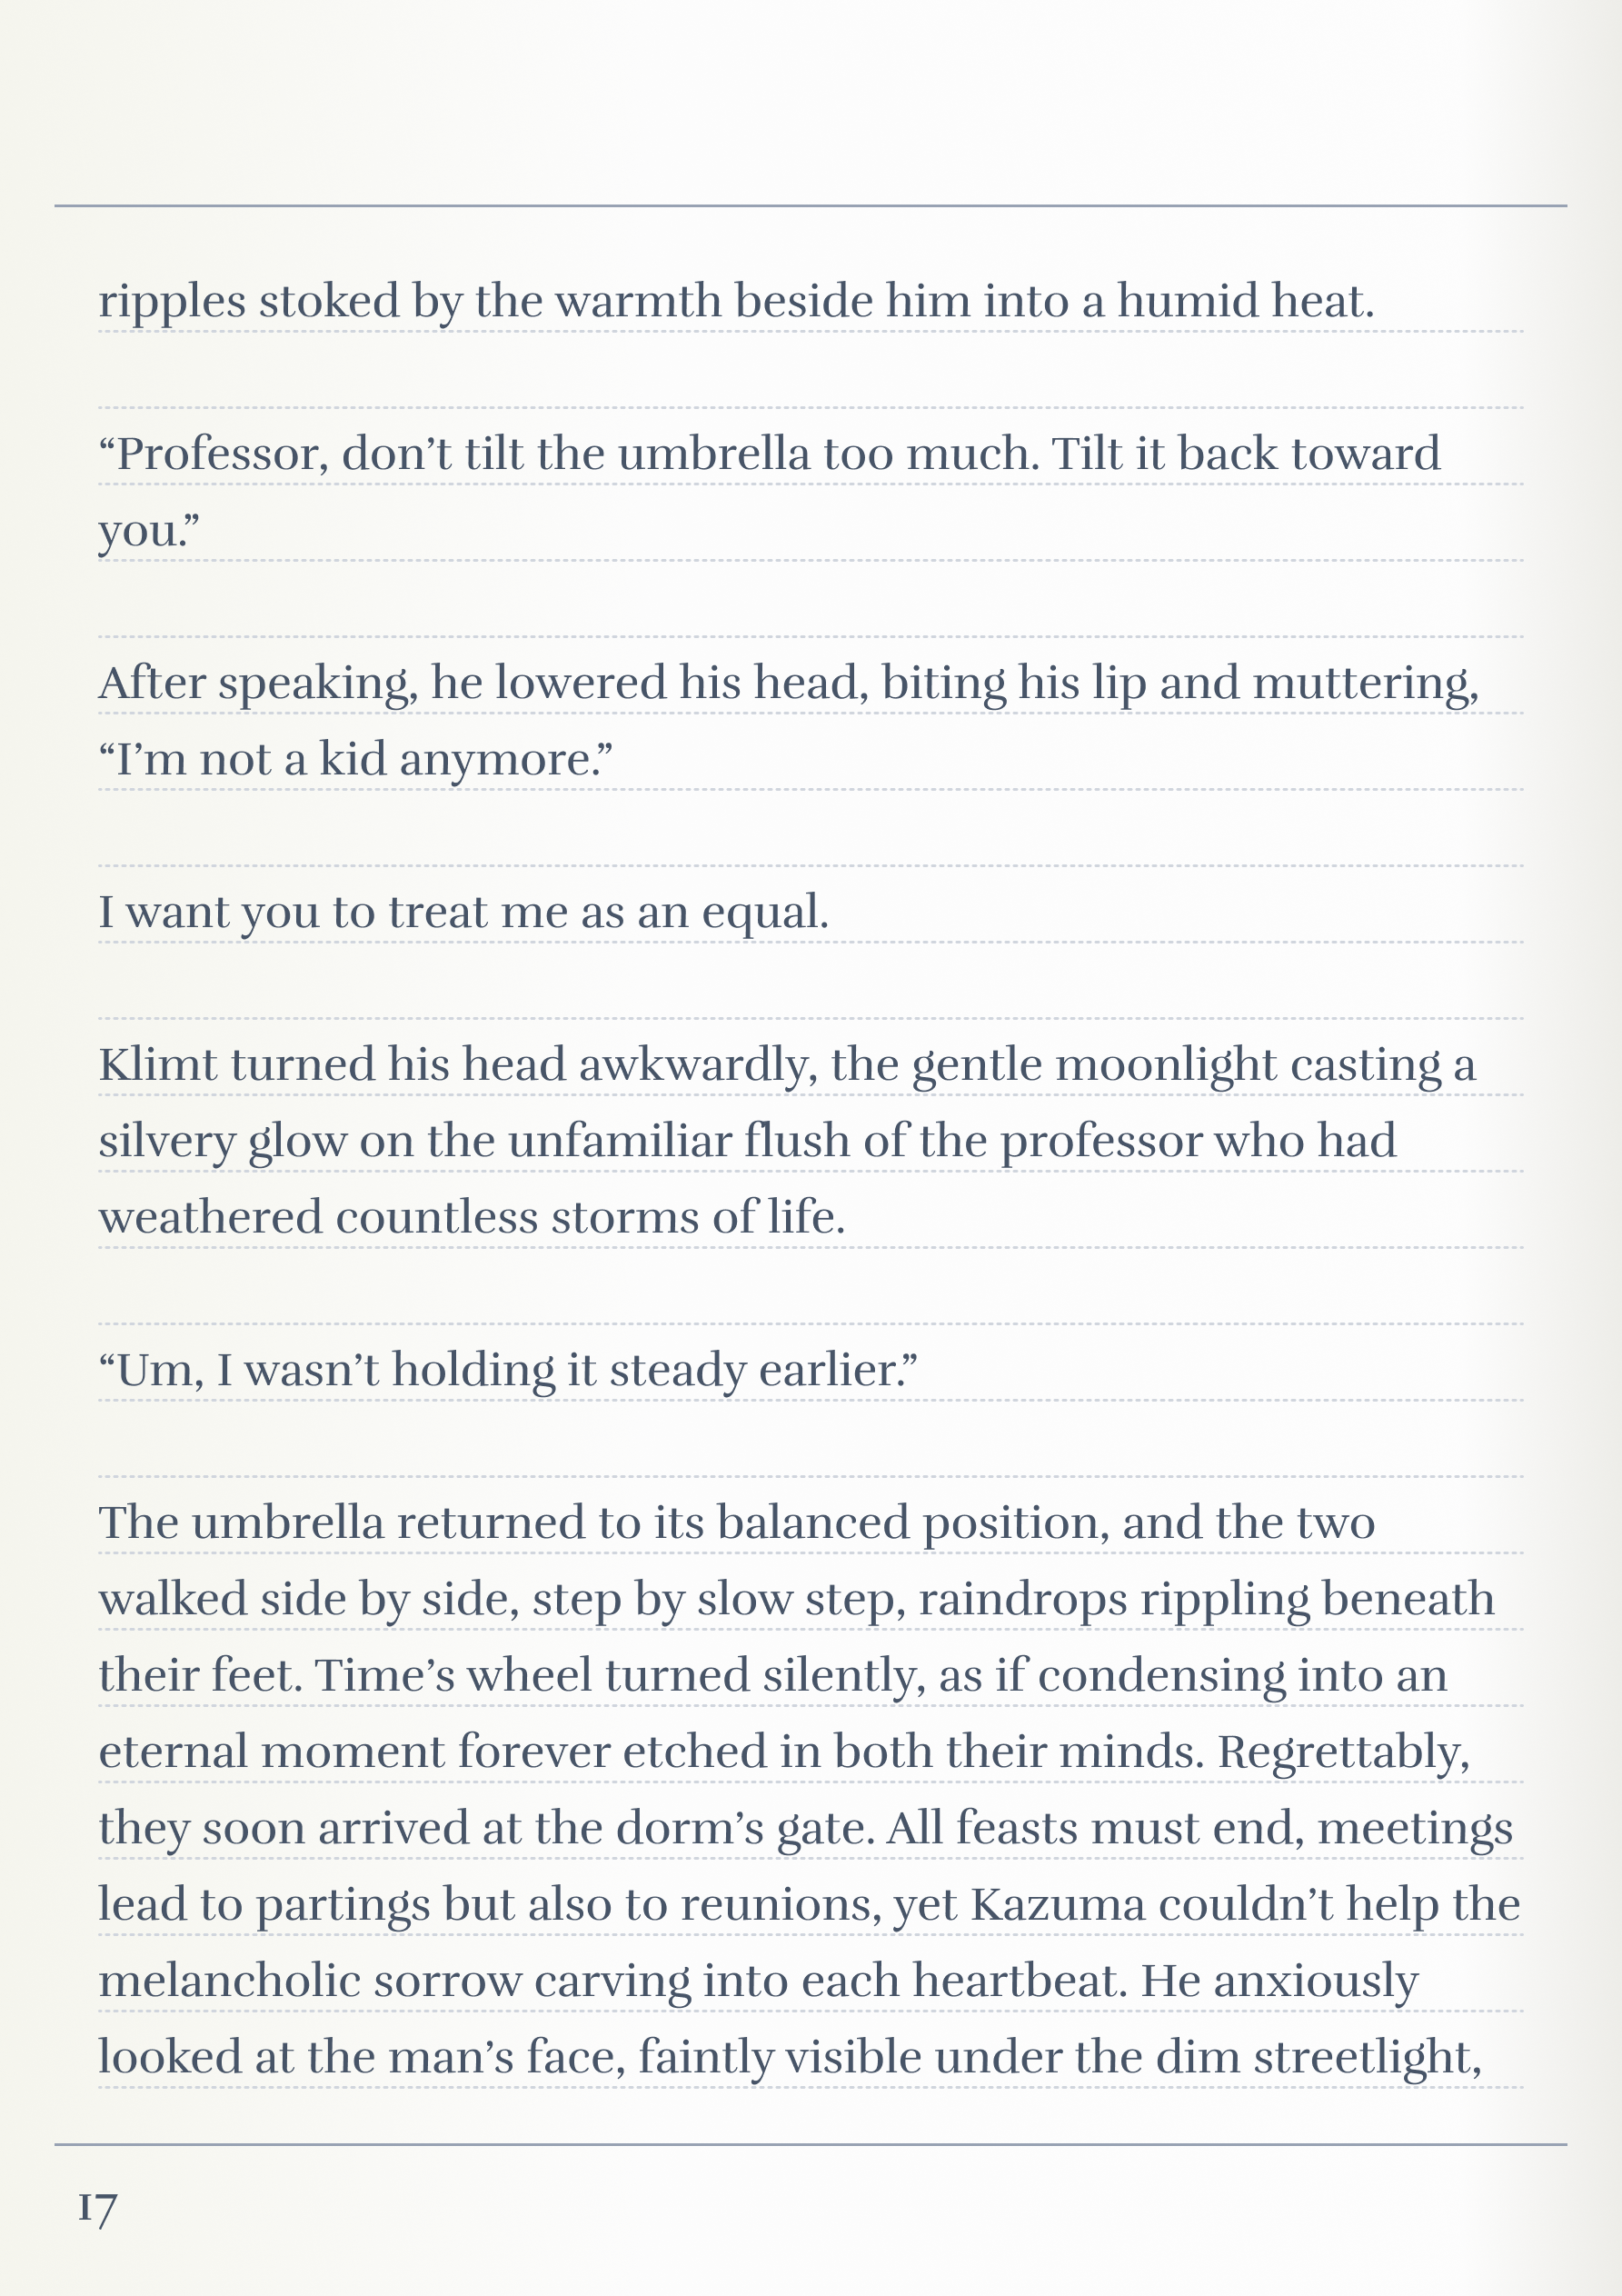 ripples stoked by the warmth beside him into a humid heat.
“Professor, don’t tilt the umbrella too much. Tilt it back toward
you.”
After speaking, he lowered his head, biting his lip and muttering,
“I’m not a kid anymore.”
I want you to treat me as an equal.
Klimt turned his head awkwardly, the gentle moonlight casting a
silvery glow on the unfamiliar flush of the professor who had
weathered countless storms of life.
“Um, I wasn’t holding it steady earlier.”
The umbrella returned to its balanced position, and the two
walked side by side, step by slow step, raindrops rippling beneath
their feet. Time’s wheel turned silently, as if condensing into an
eternal moment forever etched in both their minds. Regrettably,
they soon arrived at the dorm’s gate. All feasts must end, meetings
lead to partings but also to reunions, yet Kazuma couldn’t help the
melancholic sorrow carving into each heartbeat. He anxiously
looked at the man’s face, faintly visible under the dim streetlight,
17